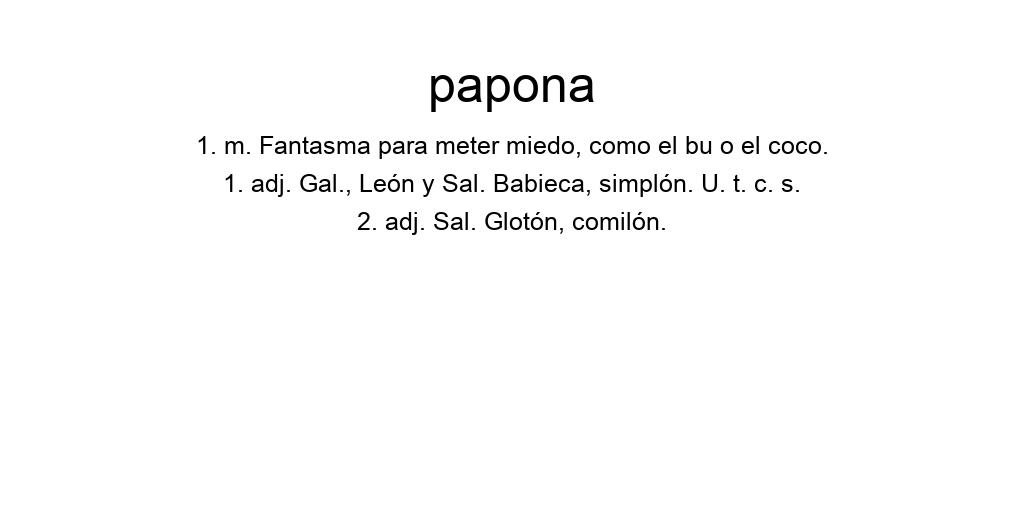 papona
1. m. Fantasma para meter miedo, como el bu o el coco.
1. adj. Gal., León y Sal. Babieca, simplón. U. t. c. s.
2. adj. Sal. Glotón, comilón.